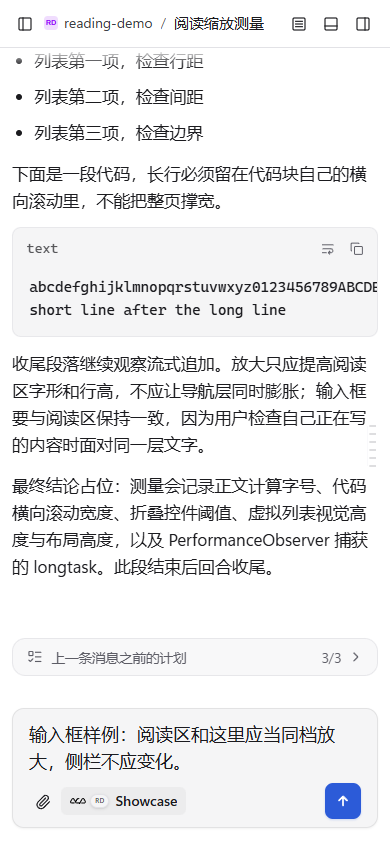 RD reading-demo / 阅读缩放测量
列表第一项，检查行距
列表第二项，检查间距
列表第三项，检查边界
下面是一段代码，长行必须留在代码块自己的横
向滚动里，不能把整页撑宽。
text
abcdefghijklmnopqrstuvwxyz0123456789ABCDE
short line after the long line
收尾段落继续观察流式追加。放大只应提高阅读
区字形和行高，不应让导航层同时膨胀；输入框
要与阅读区保持一致，因为用户检查自己正在写
的内容时面对同一层文字。
最终结论占位：测量会记录正文计算字号、代码
横向滚动宽度、折叠控件阈值、虚拟列表视觉高
度与布局高度，以及 PerformanceObserver 捕获
的 longtask。此段结束后回合收尾。
上一条消息之前的计划 3/3
输入框样例：阅读区和这里应当同档放
大，侧栏不应变化。
RD Showcase